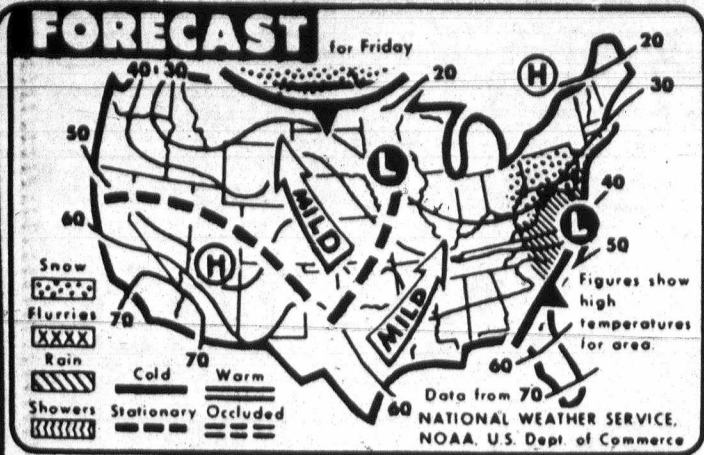 FORECAST for Friday
40 30
20
H
20
30
50
L
MILD
40
L
60
H
50
Snow
Flurries
XXXX
Rain
Showers
70
70
MILD
60
60
70
Cold
Warm
Stationary
Occluded
Figures show
high
temperatures
for area.
Data from
NATIONAL WEATHER SERVICE,
NOAA, U.S. Dept. of Commerce